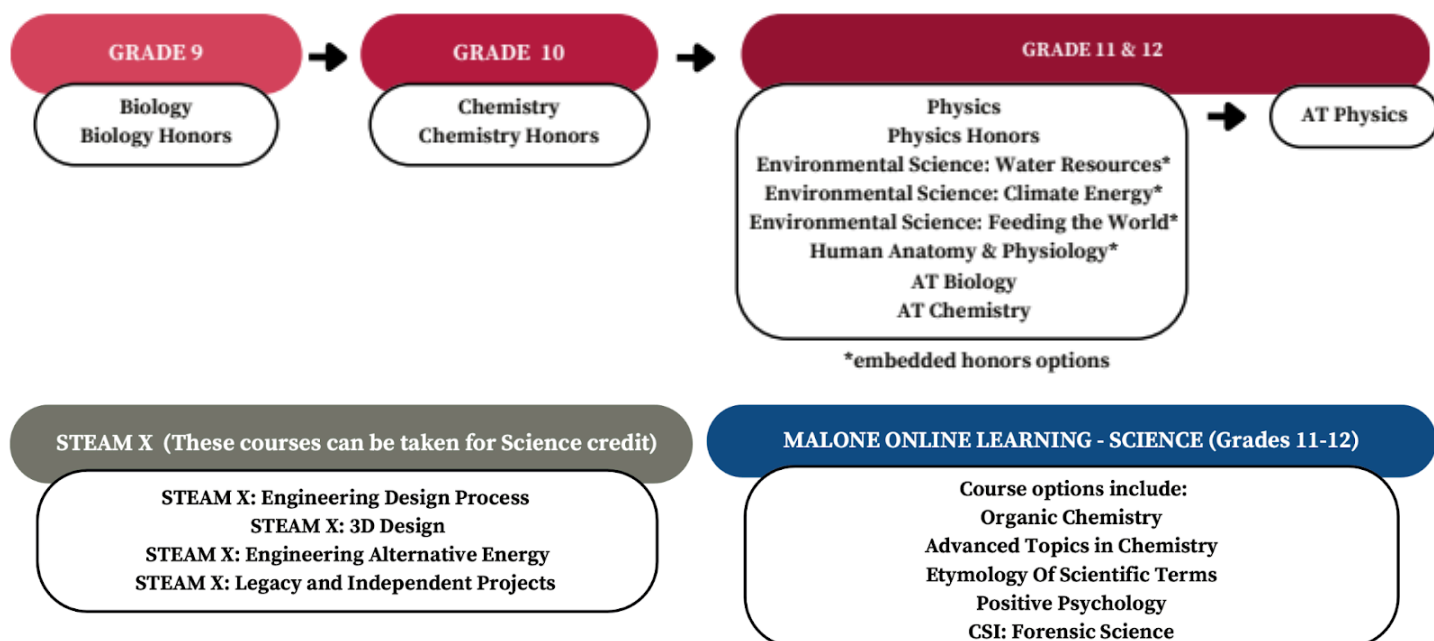 GRADE 9
Biology
Biology Honors
GRADE 10
Chemistry
Chemistry Honors
GRADE 11 & 12
Physics
Physics Honors
Environmental Science: Water Resources*
Environmental Science: Climate Energy*
Environmental Science: Feeding the World*
Human Anatomy & Physiology*
AT Biology
AT Chemistry
*embedded honors options
AT Physics
STEAM X (These courses can be taken for Science credit)
STEAM X: Engineering Design Process
STEAM X: 3D Design
STEAM X: Engineering Alternative Energy
STEAM X: Legacy and Independent Projects
MALONE ONLINE LEARNING - SCIENCE (Grades 11-12)
Course options include:
Organic Chemistry
Advanced Topics in Chemistry
Etymology Of Scientific Terms
Positive Psychology
CSI: Forensic Science